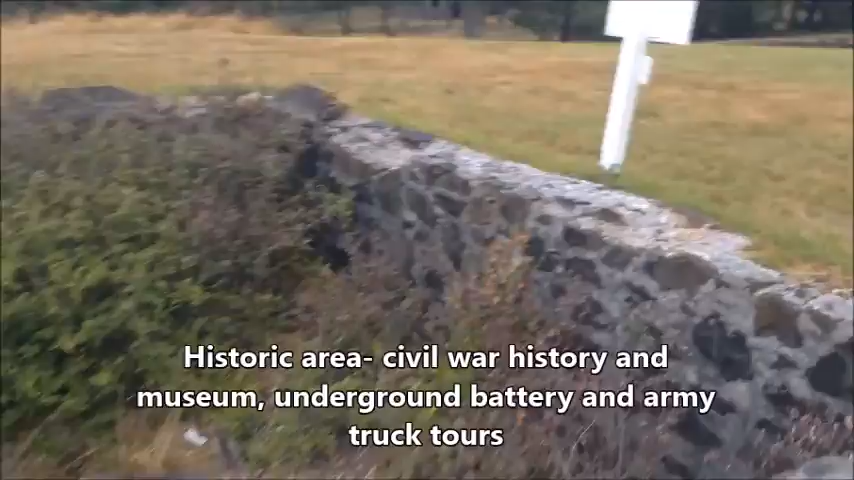 Historic area- civil war history and
museum, underground battery and army
truck tours